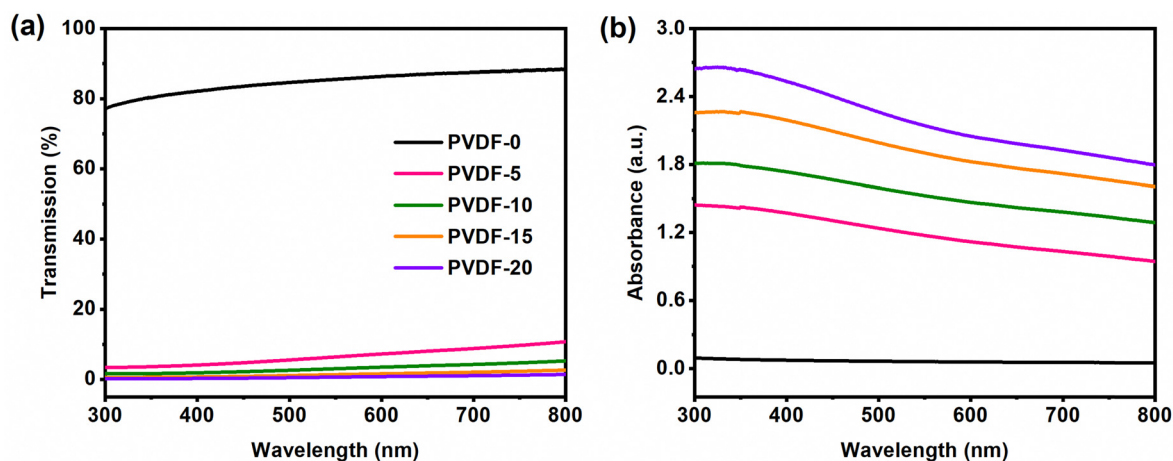 (a)
Transmission (%)
100
80
60
40
20
0
PVDF-0
PVDF-5
PVDF-10
PVDF-15
PVDF-20
300
400
500
600
700
800
Wavelength (nm)
(b)
Absorbance (a.u.)
3.0
2.4
1.8
1.2
0.6
0.0
300
400
500
600
700
800
Wavelength (nm)